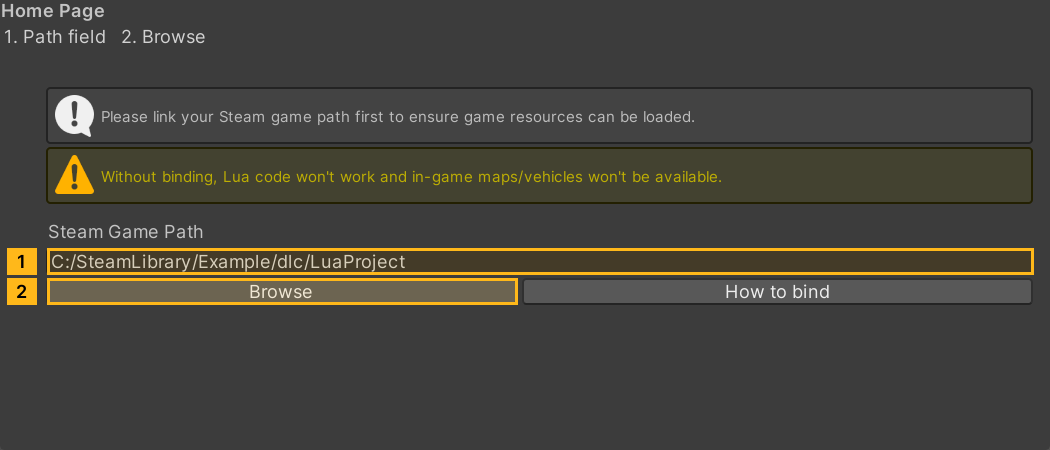 Home Page
1. Path field 2. Browse
Please link your Steam game path first to ensure game resources can be loaded.
Without binding, Lua code won't work and in-game maps/vehicles won't be available.
Steam Game Path
1 C:/SteamLibrary/Example/dlc/LuaProject
2 Browse How to bind